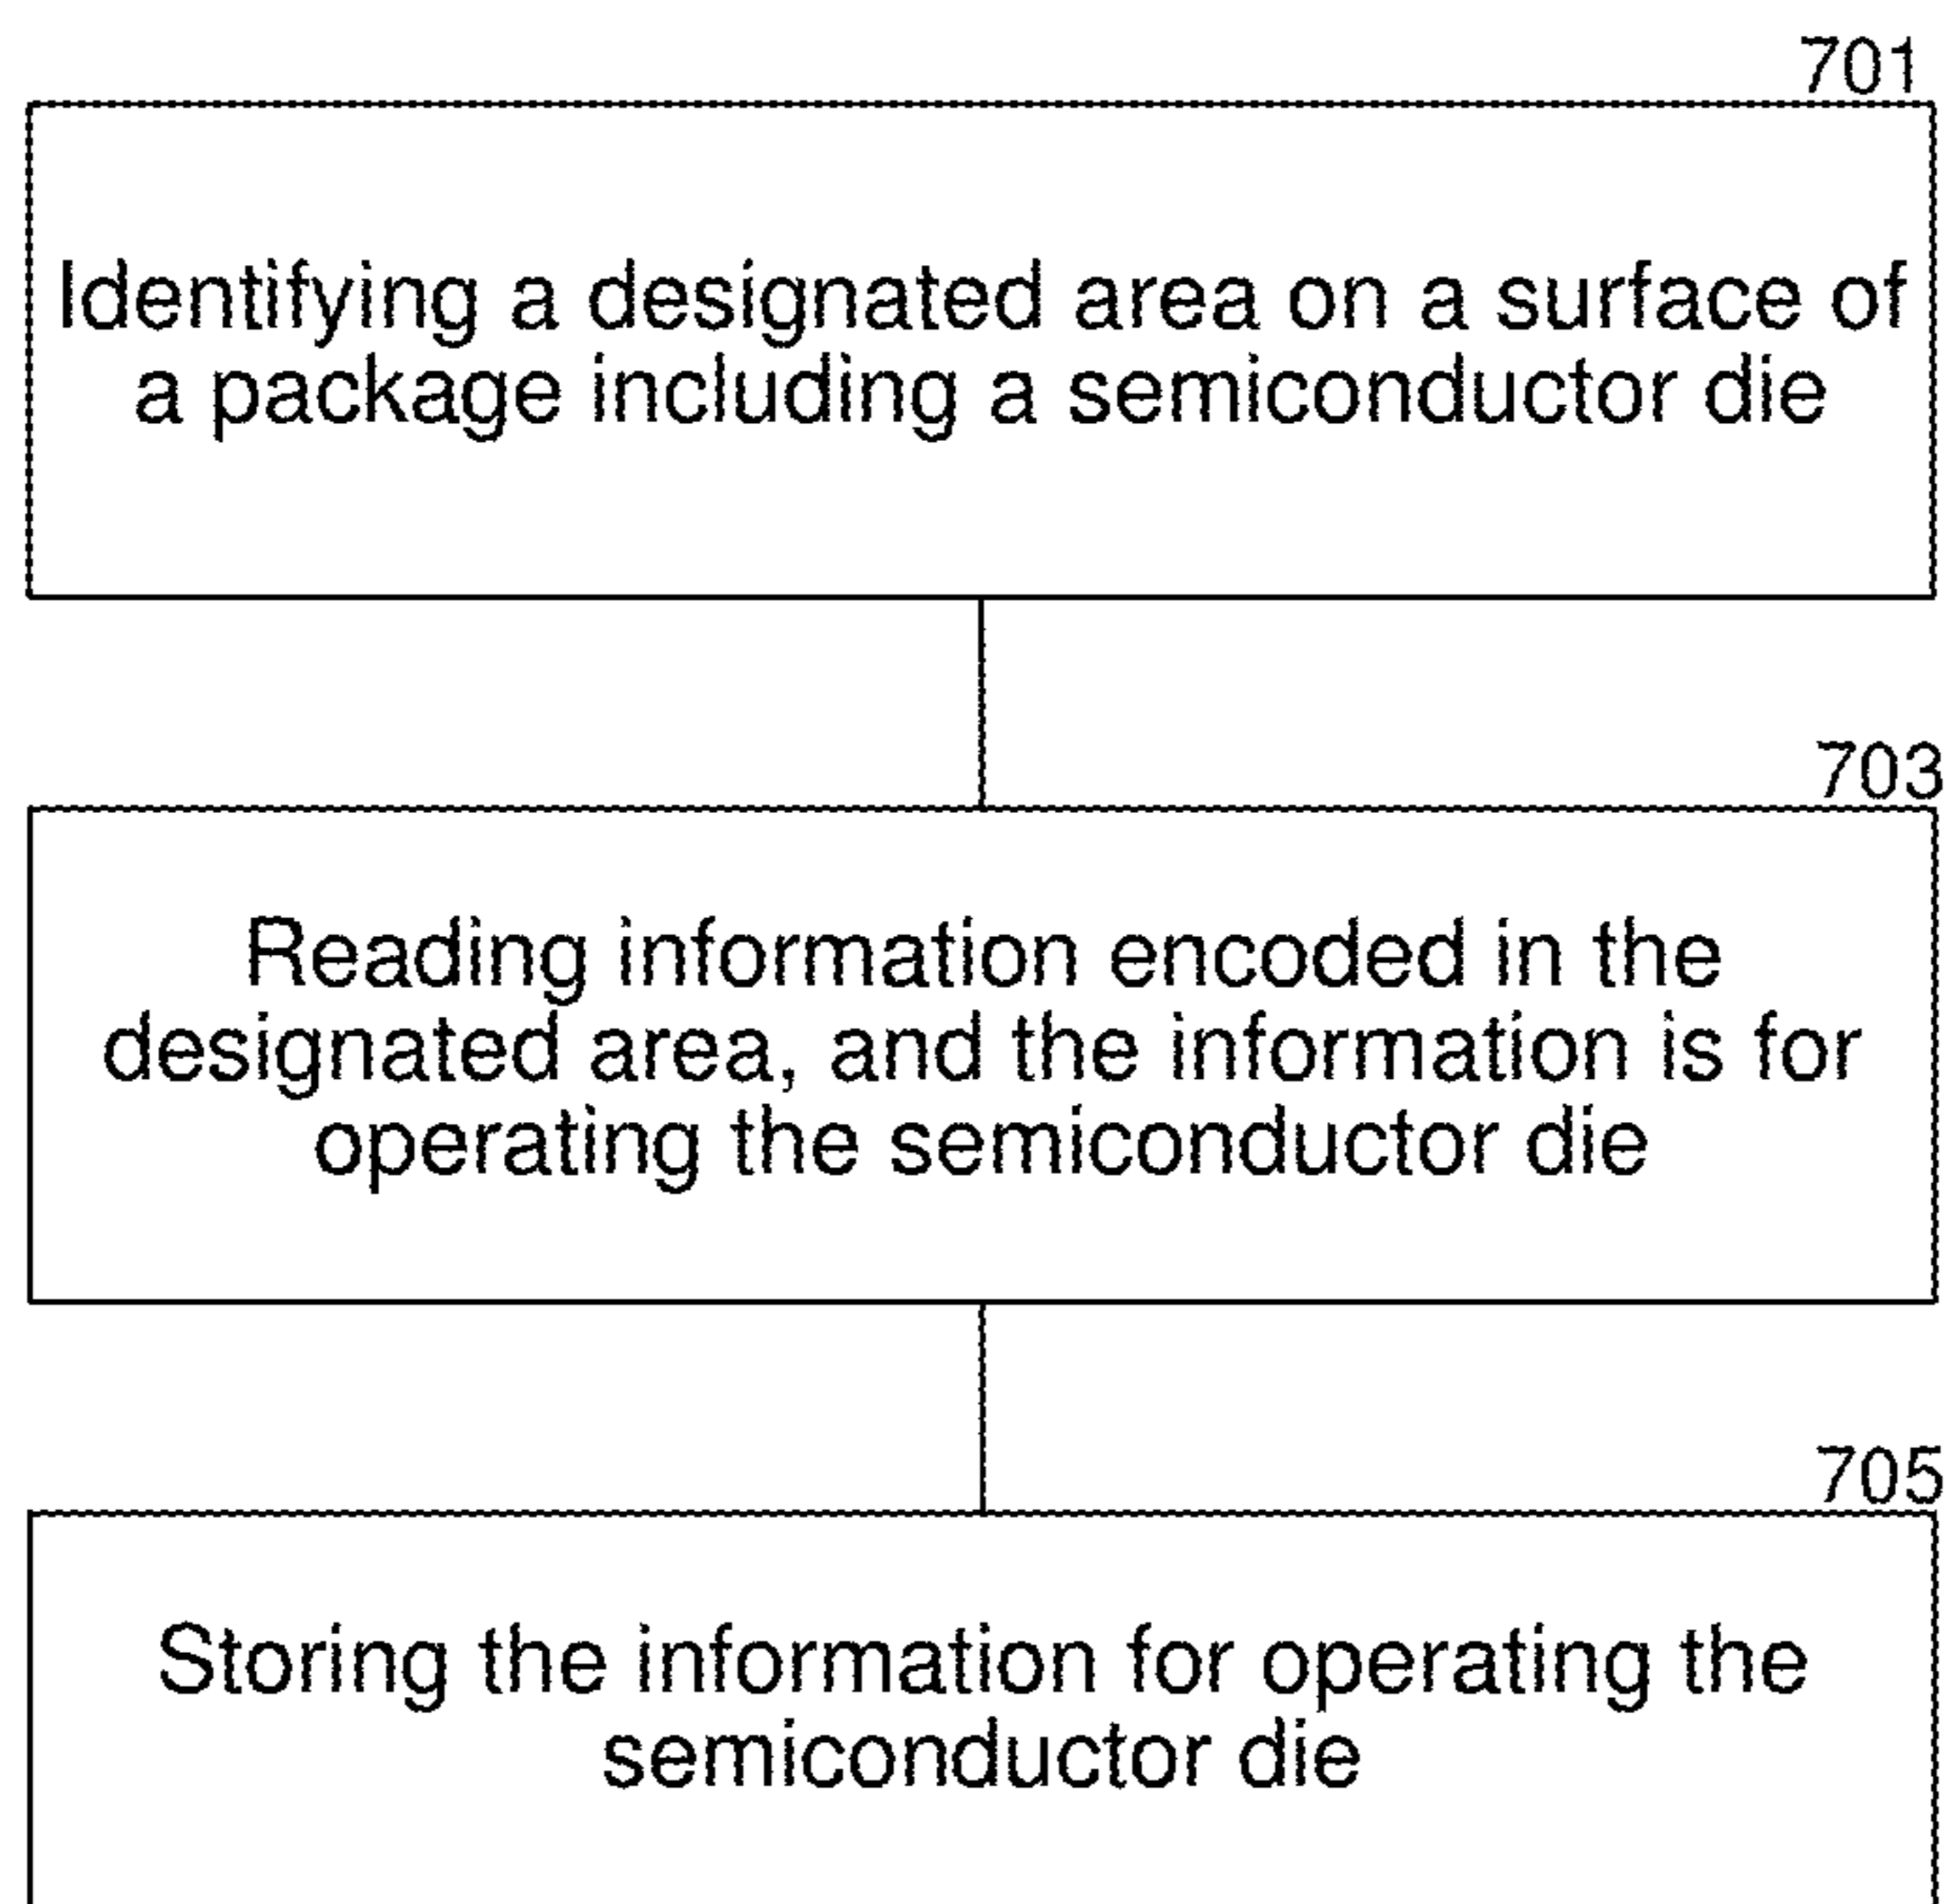 701
Identifying a designated area on a surface of
a package including a semiconductor die
703
Reading information encoded in the
designated area, and the information is for
operating the semiconductor die
705
Storing the information for operating the
semiconductor die